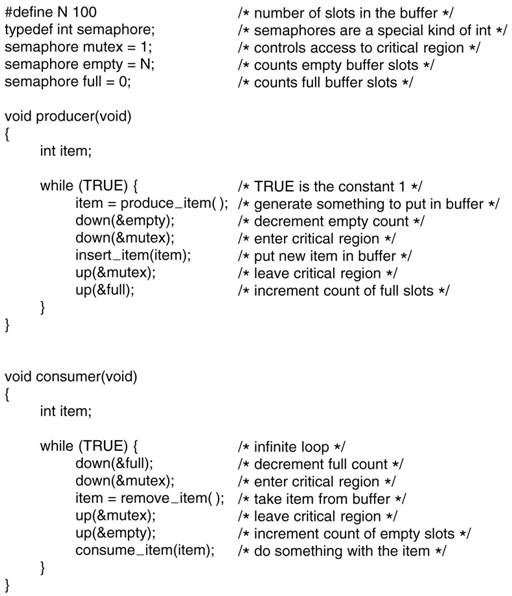 #define N 100 /* number of slots in the buffer */
typedef int semaphore; /* semaphores are a special kind of int */
semaphore mutex = 1; /* controls access to critical region */
semaphore empty = N; /* counts empty buffer slots */
semaphore full = 0; /* counts full buffer slots */
void producer(void)
{
int item;
while (TRUE) { /* TRUE is the constant 1 */
item = produce_item( ); /* generate something to put in buffer */
down(&empty); /* decrement empty count */
down(&mutex); /* enter critical region */
insert_item(item); /* put new item in buffer */
up(&mutex); /* leave critical region */
up(&full); /* increment count of full slots */
}
}
void consumer(void)
{
int item;
while (TRUE) { /* infinite loop */
down(&full); /* decrement full count */
down(&mutex); /* enter critical region */
item = remove_item( ); /* take item from buffer */
up(&mutex); /* leave critical region */
up(&empty); /* increment count of empty slots */
consume_item(item); /* do something with the item */
}
}